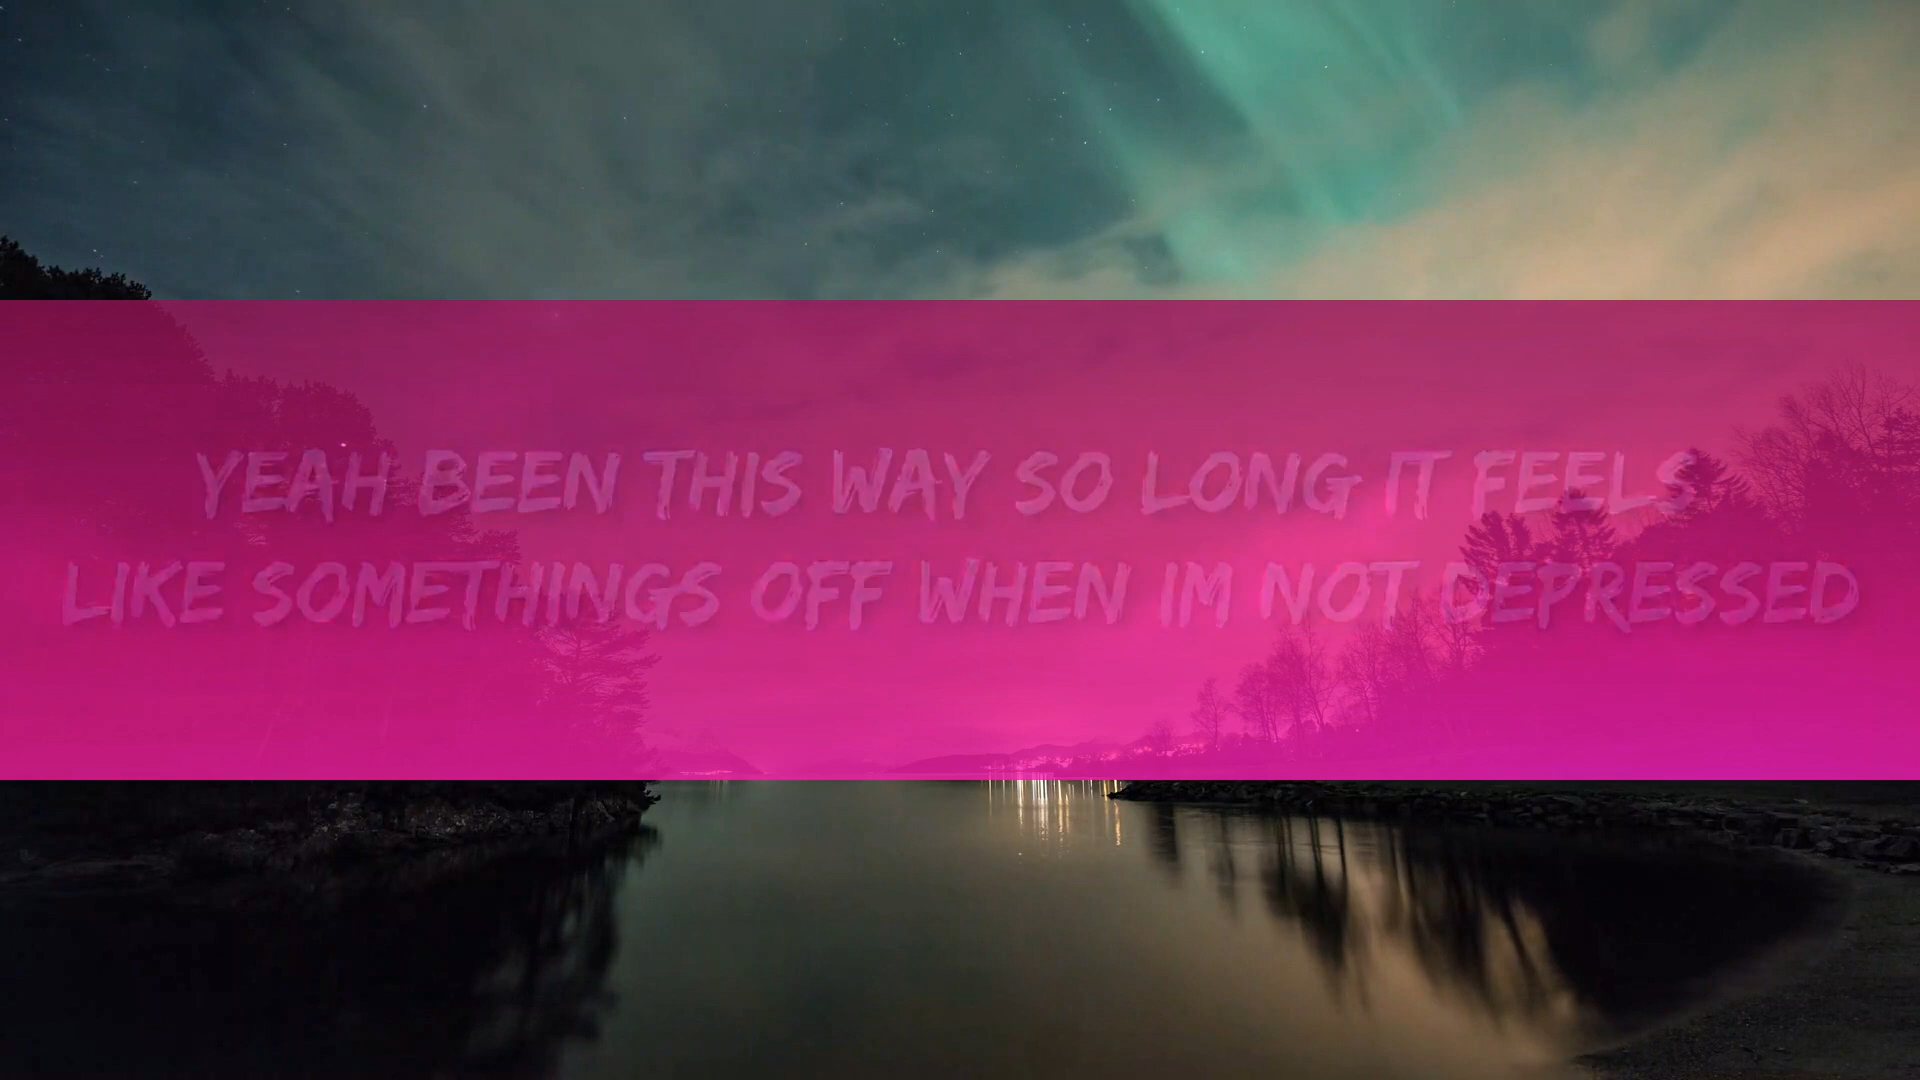 YEAH BEEN THIS WAY SO LONG IT FEELS
LIKE SOMETHINGS OFF WHEN IM NOT DEPRESSED